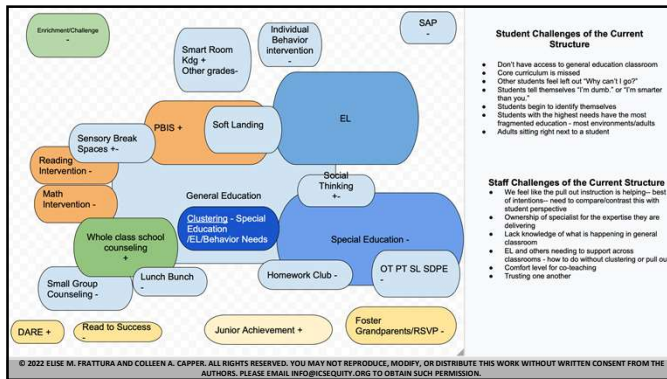 Enrichment/Challenge
-
Smart Room
Kdg +
Other grades-
Individual
Behavior
intervention -
SAP
-
PBIS +
Soft Landing
EL
Sensory Break
Spaces +-
Reading
Intervention -
Math
Intervention -
General Education
Social
Thinking
+-
Clustering - Special
Education
/EL/Behavior Needs
Special Education -
Whole class school
counseling
+
Small Group
Counseling -
Lunch Bunch -
Homework Club -
OT PT SL SDPE
-
DARE +
Read to Success
-
Junior Achievement +
Foster
Grandparents/RSVP -
Student Challenges of the Current
Structure
Don't have access to general education classroom
Core curriculum is missed
Other students feel left out "Why can't I go?"
Students tell themselves "I'm dumb." or "I'm smarter
than you."
Students begin to identify themselves
Students with the highest needs have the most
fragmented education - most environments/adults
Adults sitting right next to a student
Staff Challenges of the Current Structure
We feel like the pull out instruction is helping-- best
of intentions-- need to compare/contrast this with
student perspective
Ownership of specialist for the expertise they are
delivering
Lack knowledge of what is happening in general
classroom
EL and others needing to support across
classrooms - how to do without clustering or pull out
Comfort level for co-teaching
Trusting one another
© 2022 ELISE M. FRATTURA AND COLLEEN A. CAPPER. ALL RIGHTS RESERVED. YOU MAY NOT REPRODUCE, MODIFY, OR DISTRIBUTE THIS WORK WITHOUT WRITTEN CONSENT FROM THE
AUTHORS. PLEASE EMAIL INFO@ICSEQUITY.ORG TO OBTAIN SUCH PERMISSION.